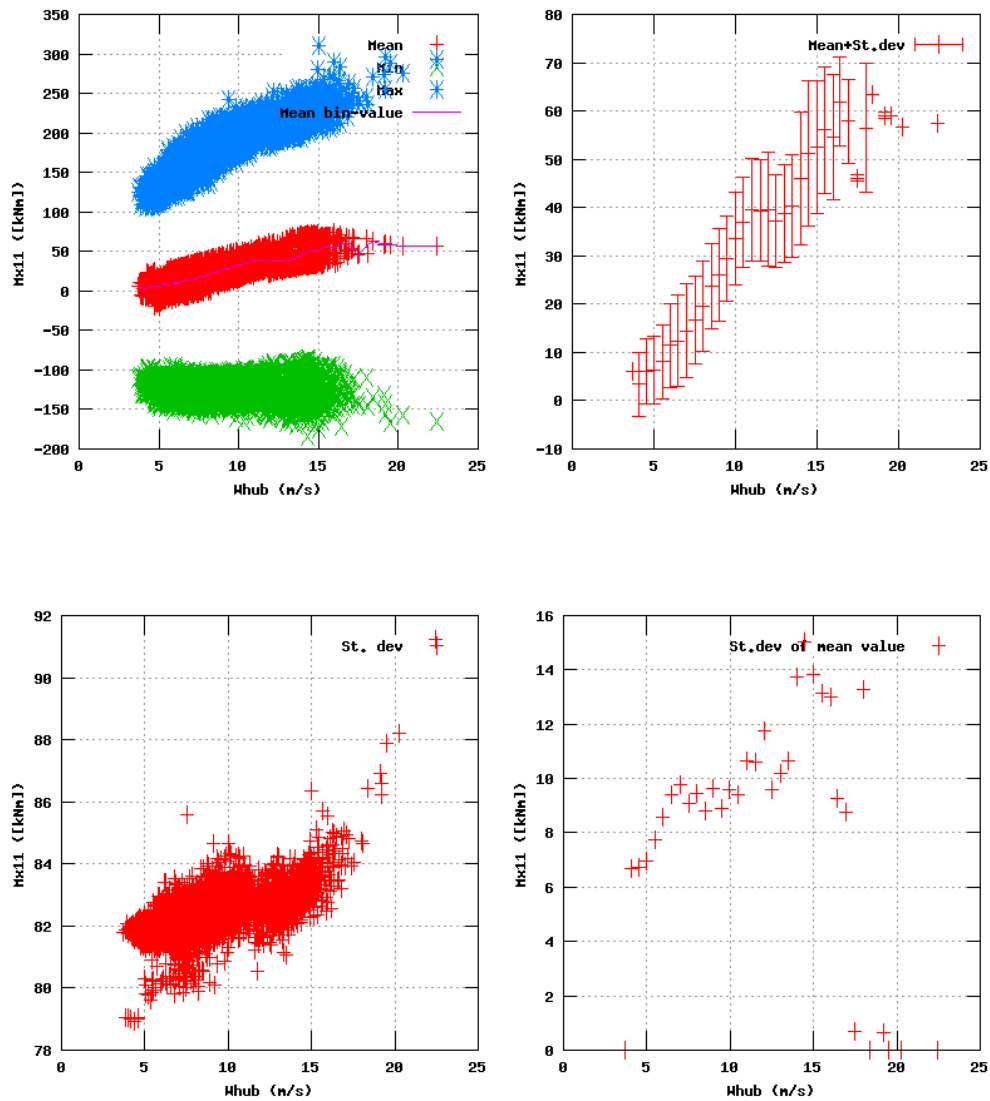 350
300
250
200
150
100
50
0
-50
-100
-150
-200
Mx11 ([kNm])
Mean
Min
Max
Mean bin-value
0 5 10 15 20 25
Whub (m/s)
80
70
60
50
40
30
20
10
0
-10
Mx11 ([kNm])
Mean+St.dev
0 5 10 15 20 25
Whub (m/s)
92
90
88
86
84
82
80
78
Mx11 ([kNm])
St. dev
0 5 10 15 20 25
Whub (m/s)
16
14
12
10
8
6
4
2
0
Mx11 ([kNm])
St.dev of mean value
0 5 10 15 20 25
Whub (m/s)